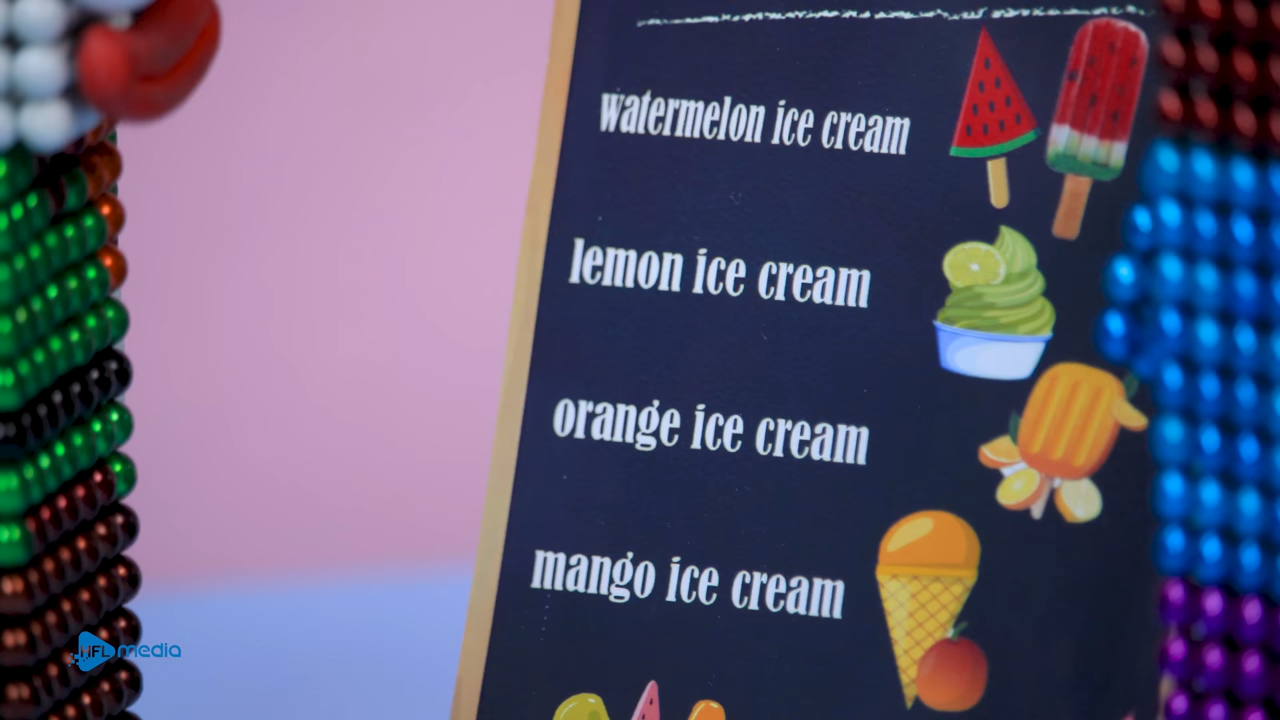 watermelon ice cream
lemon ice cream
orange ice cream
mango ice cream
HFL media